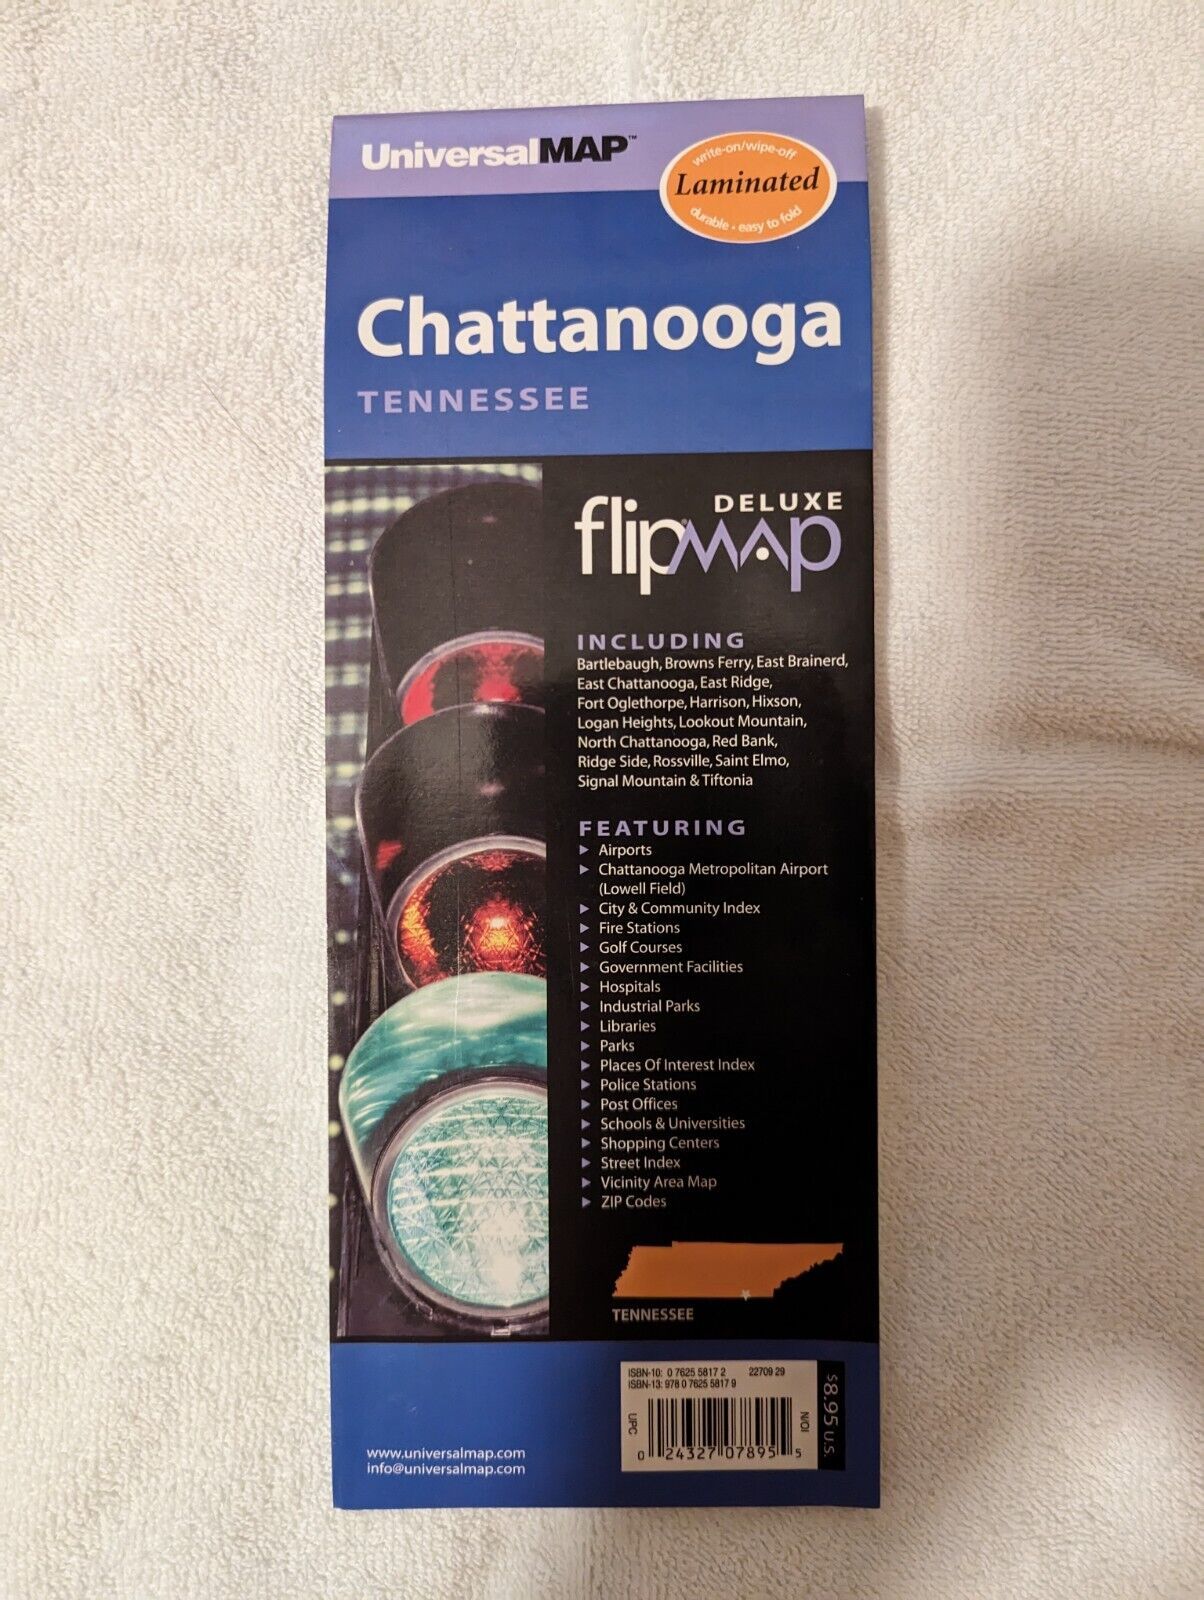 UniversalMAP™
write-on/wipe-off
Laminated
durable • easy to fold
Chattanooga
TENNESSEE
DELUXE
flipMAP
INCLUDING
Bartlebaugh, Browns Ferry, East Brainerd,
East Chattanooga, East Ridge,
Fort Oglethorpe, Harrison, Hixson,
Logan Heights, Lookout Mountain,
North Chattanooga, Red Bank,
Ridge Side, Rossville, Saint Elmo,
Signal Mountain & Tiftonia
FEATURING
▶ Airports
▶ Chattanooga Metropolitan Airport
(Lowell Field)
▶ City & Community Index
▶ Fire Stations
▶ Golf Courses
▶ Government Facilities
▶ Hospitals
▶ Industrial Parks
▶ Libraries
▶ Parks
▶ Places Of Interest Index
▶ Police Stations
▶ Post Offices
▶ Schools & Universities
▶ Shopping Centers
▶ Street Index
▶ Vicinity Area Map
▶ ZIP Codes
TENNESSEE
ISBN-10: 0 7625 5817 2 22709 29
ISBN-13: 978 0 7625 5817 9
UPC
N/OI
$8.95 U.S.
0 24327 07895 5
www.universalmap.com
info@universalmap.com